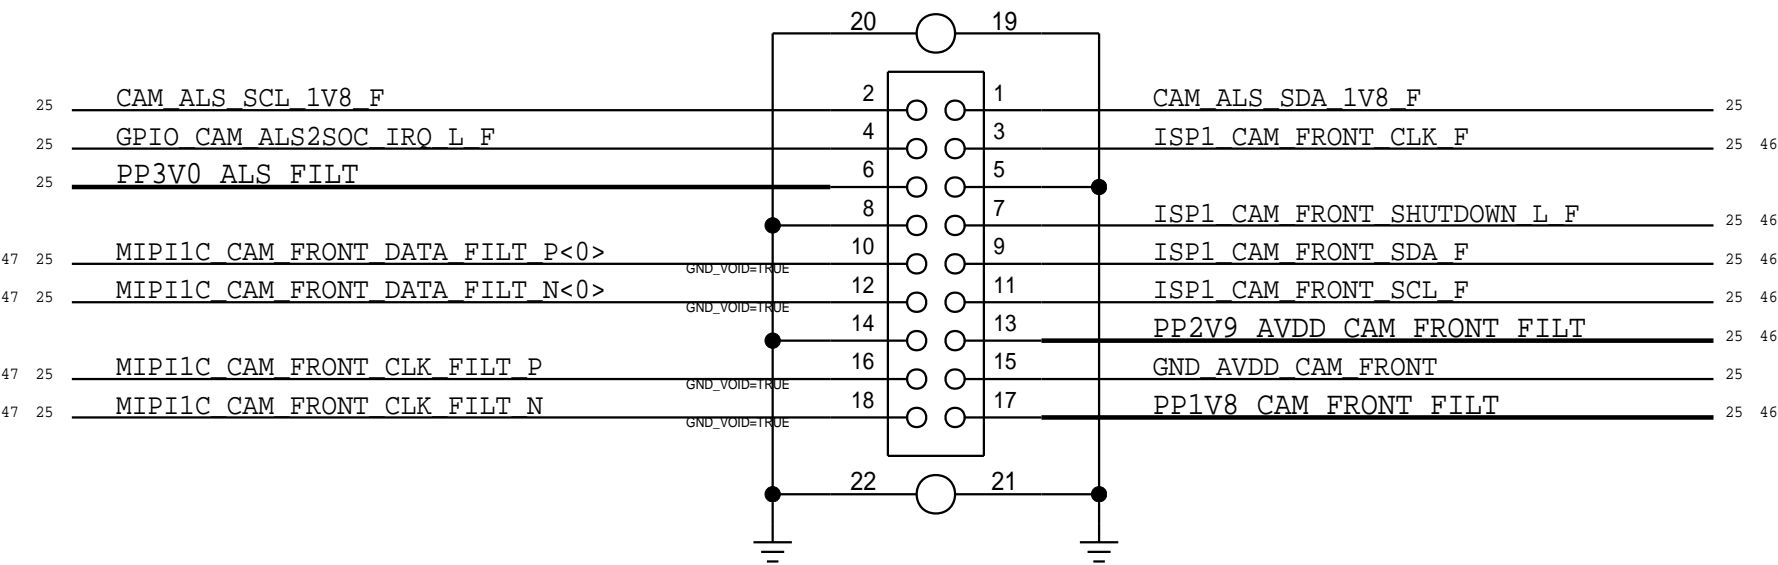 20 19
25 CAM_ALS_SCL_1V8_F 2 1 CAM_ALS_SDA_1V8_F 25
25 GPIO_CAM_ALS2SOC_IRQ_L_F 4 3 ISP1_CAM_FRONT_CLK_F 25 46
25 PP3V0_ALS_FILT 6 5
8 7 ISP1_CAM_FRONT_SHUTDOWN_L_F 25 46
47 25 MIPI1C_CAM_FRONT_DATA_FILT_P<0> GND_VOID=TRUE 10 9 ISP1_CAM_FRONT_SDA_F 25 46
47 25 MIPI1C_CAM_FRONT_DATA_FILT_N<0> GND_VOID=TRUE 12 11 ISP1_CAM_FRONT_SCL_F 25 46
14 13 PP2V9_AVDD_CAM_FRONT_FILT 25 46
47 25 MIPI1C_CAM_FRONT_CLK_FILT_P GND_VOID=TRUE 16 15 GND_AVDD_CAM_FRONT 25
47 25 MIPI1C_CAM_FRONT_CLK_FILT_N GND_VOID=TRUE 18 17 PP1V8_CAM_FRONT_FILT 25 46
22 21